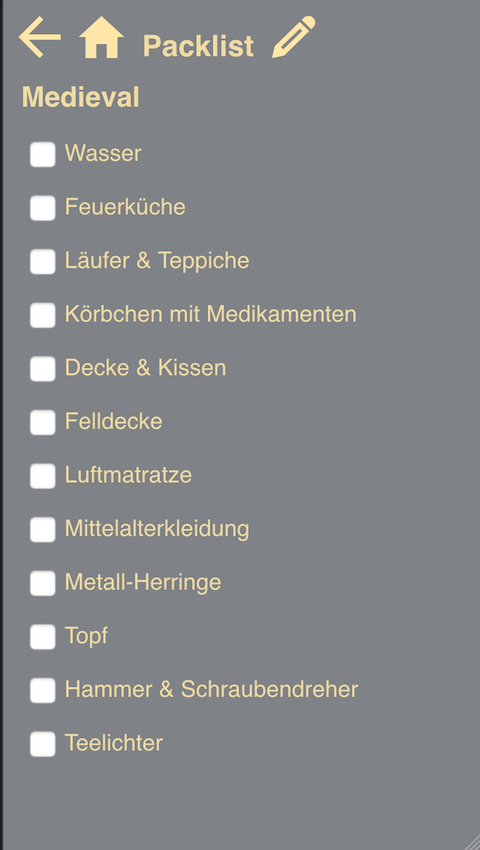 Packlist
Medieval
Wasser
Feuerküche
Läufer & Teppiche
Körbchen mit Medikamenten
Decke & Kissen
Felldecke
Luftmatratze
Mittelalterkleidung
Metall-Herringe
Topf
Hammer & Schraubendreher
Teelichter